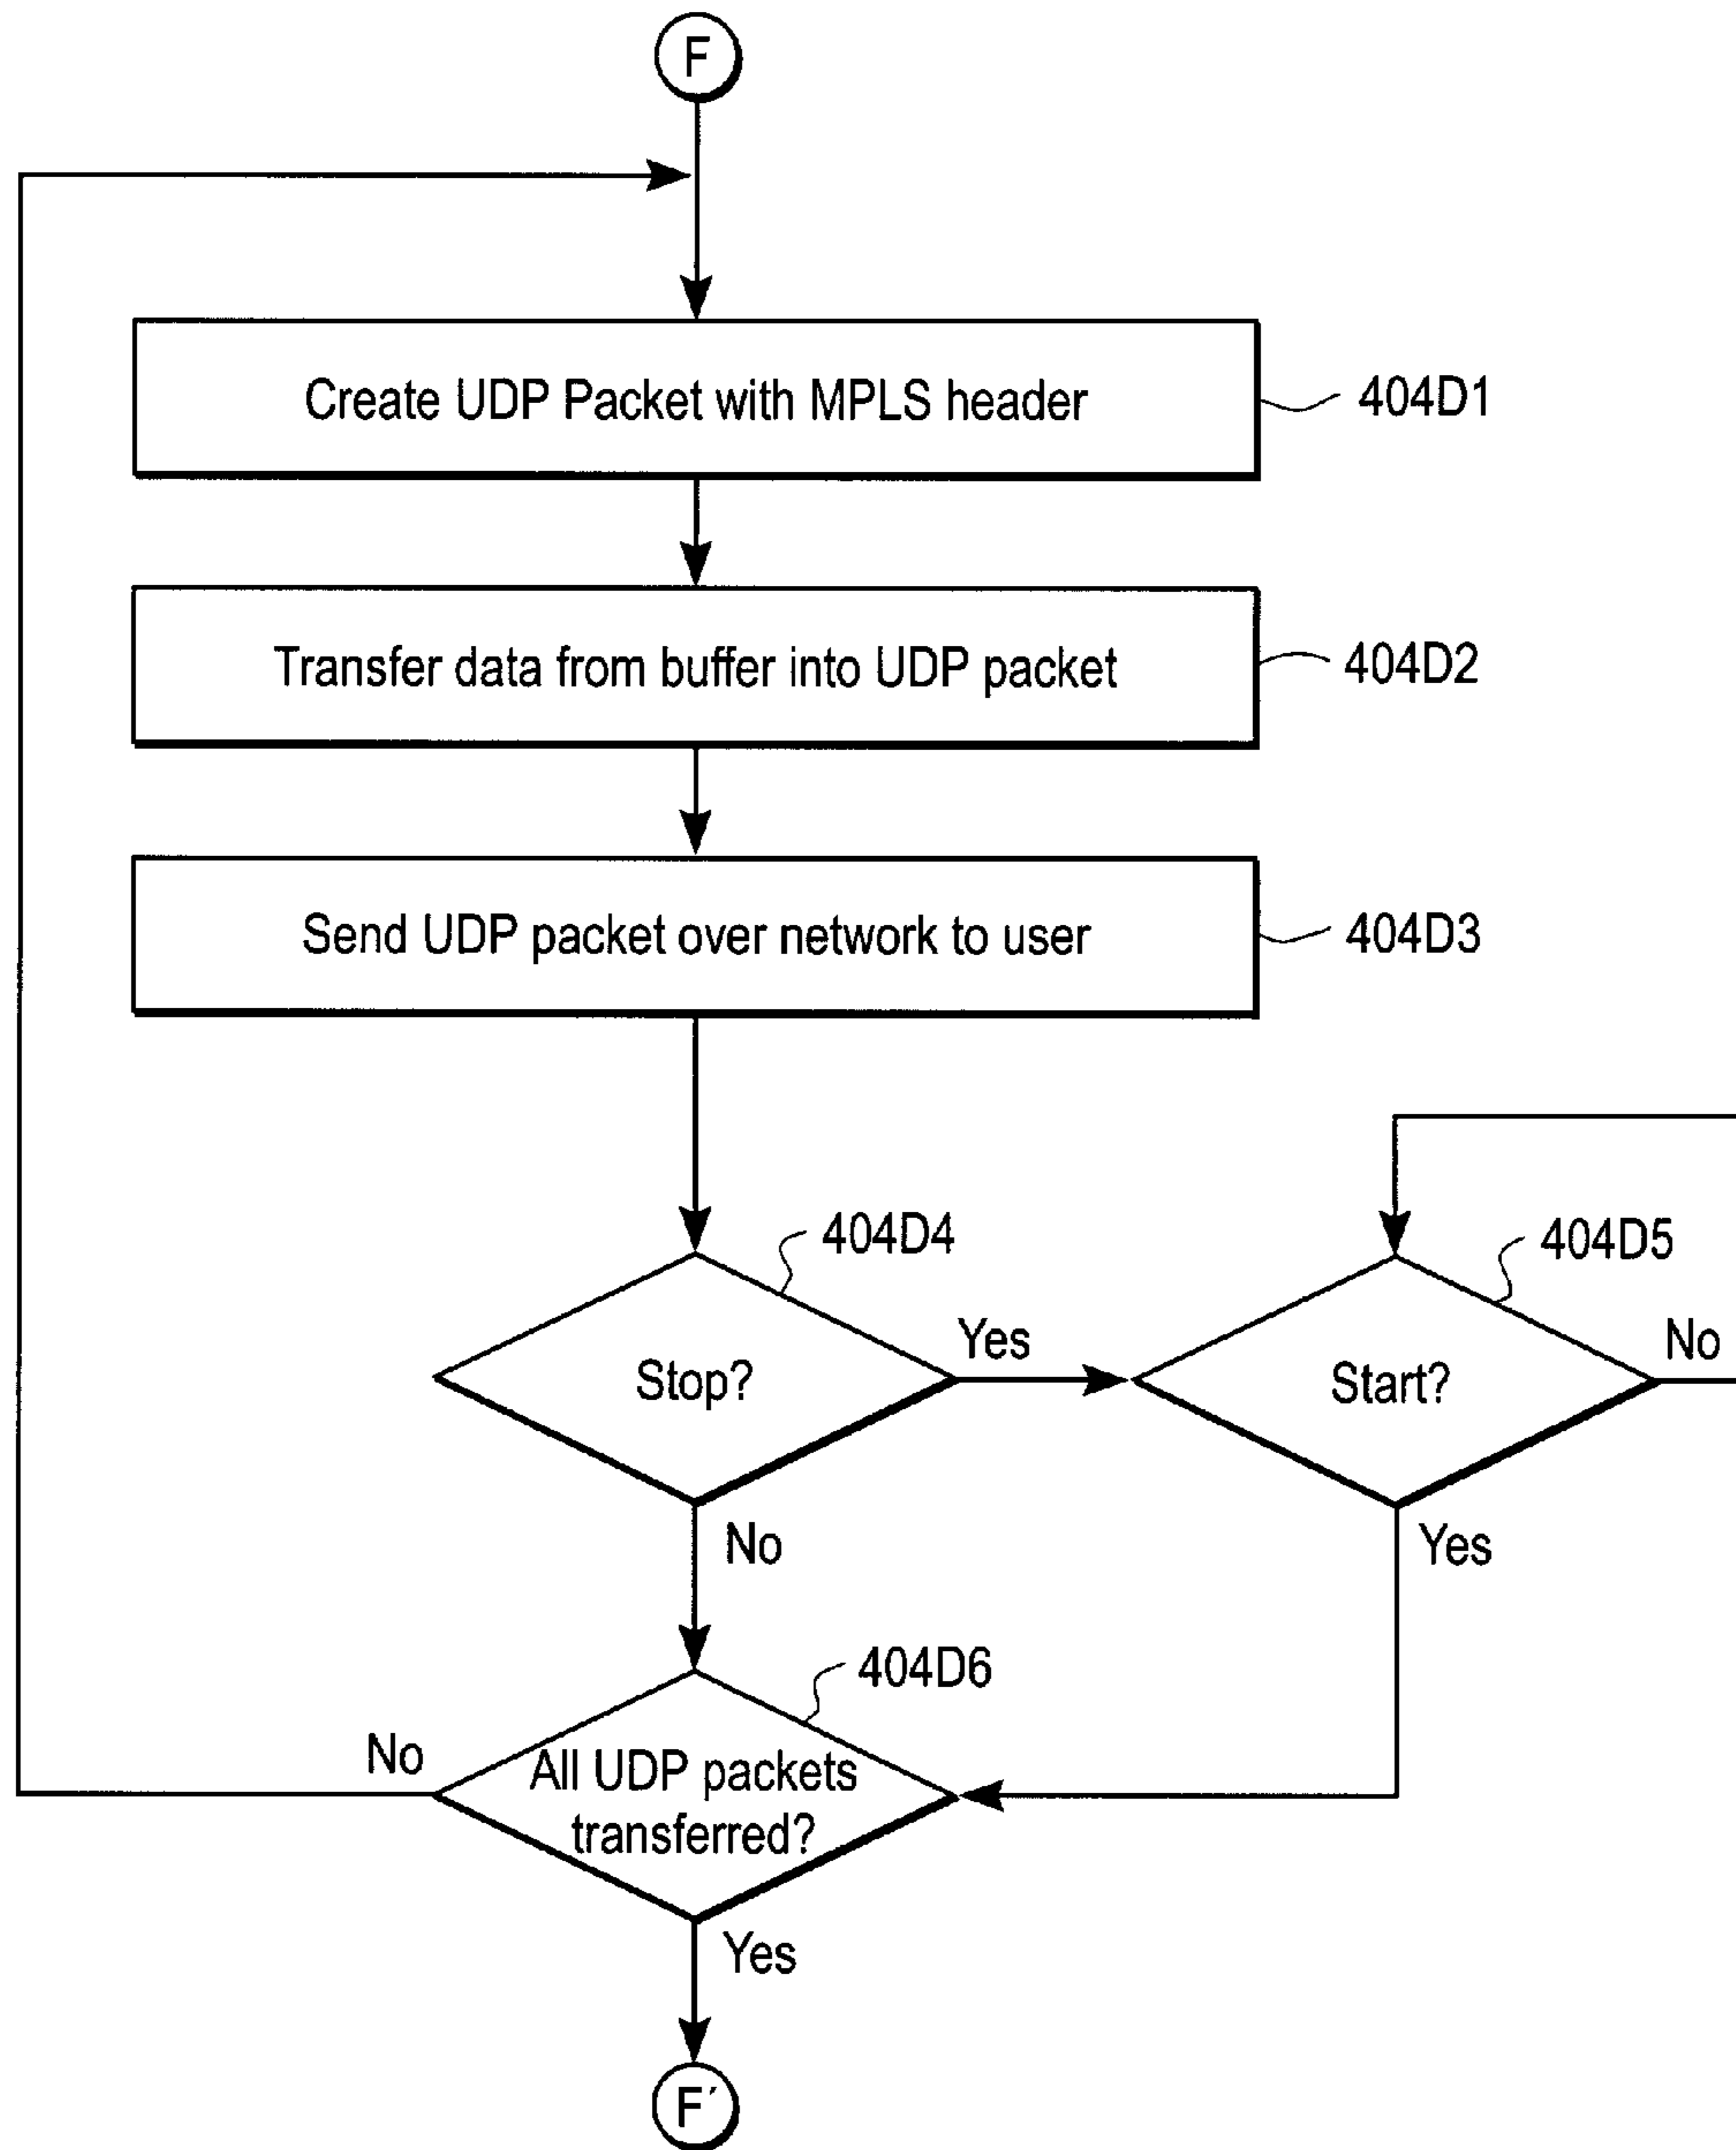 F
Create UDP Packet with MPLS header
404D1
Transfer data from buffer into UDP packet
404D2
Send UDP packet over network to user
404D3
404D4
404D5
Stop?
Yes
Start?
No
No
Yes
404D6
No
All UDP packets
transferred?
Yes
F´